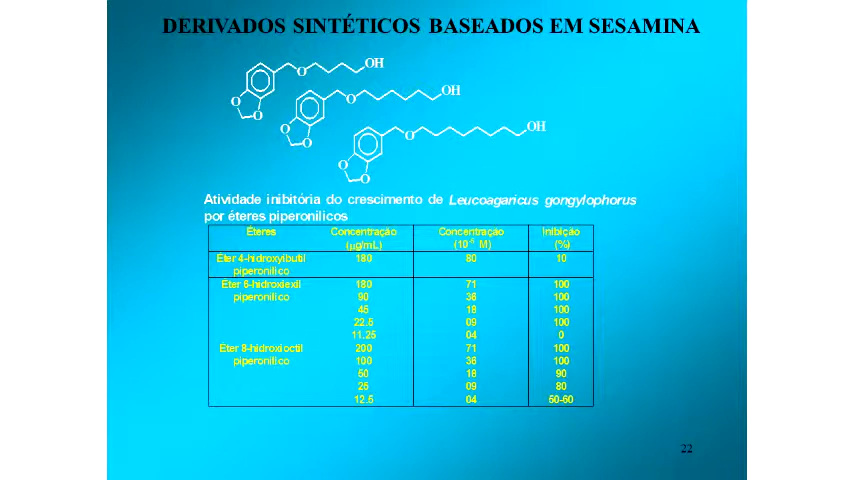 DERIVADOS SINTÉTICOS BASEADOS EM SESAMINA
OH
O
O
O
OH
O
O
O
OH
O
O
O
Atividade inibitória do crescimento de Leucoagaricus gongylophorus
por éteres piperonílicos
Éteres Concentração Concentração Inibição
(µg/mL) (10⁻⁵ M) (%)
Éter 4-hidroxyibutil 180 80 10
piperonílico
Éter 6-hidroxiexil 180 71 100
piperonílico 90 36 100
45 18 100
22.5 09 100
11.25 04 0
Éter 8-hidroxioctil 200 71 100
piperonílico 100 36 100
50 18 90
25 09 80
12.5 04 50-60
22